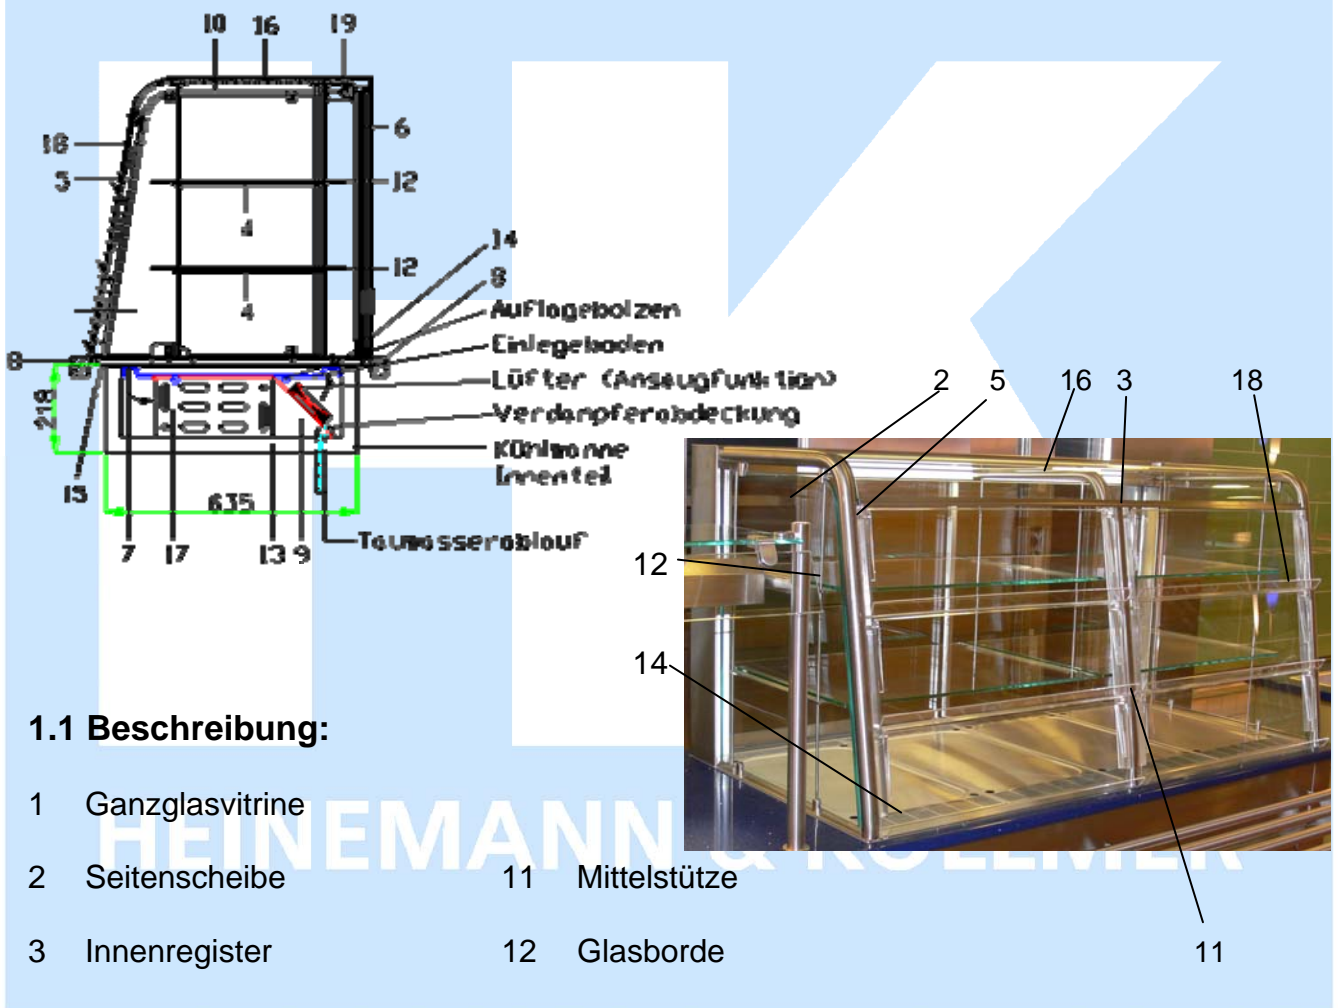 10 16 19
18
6
5
12
4
14
12
8
4
Auflagebolzen
8
Einlegeboden
Lüfter (Ansaugfunktion)
2 5 16 3 18
218
Verdampferabdeckung
Kühlwanne
Innenteil
15
635
7 17 13 9
Tauwasserablauf
12
14
1.1 Beschreibung:
1 Ganzglasvitrine
HEINEMANN & KOLLMER
2 Seitenscheibe 11 Mittelstütze
3 Innenregister 12 Glasborde
11